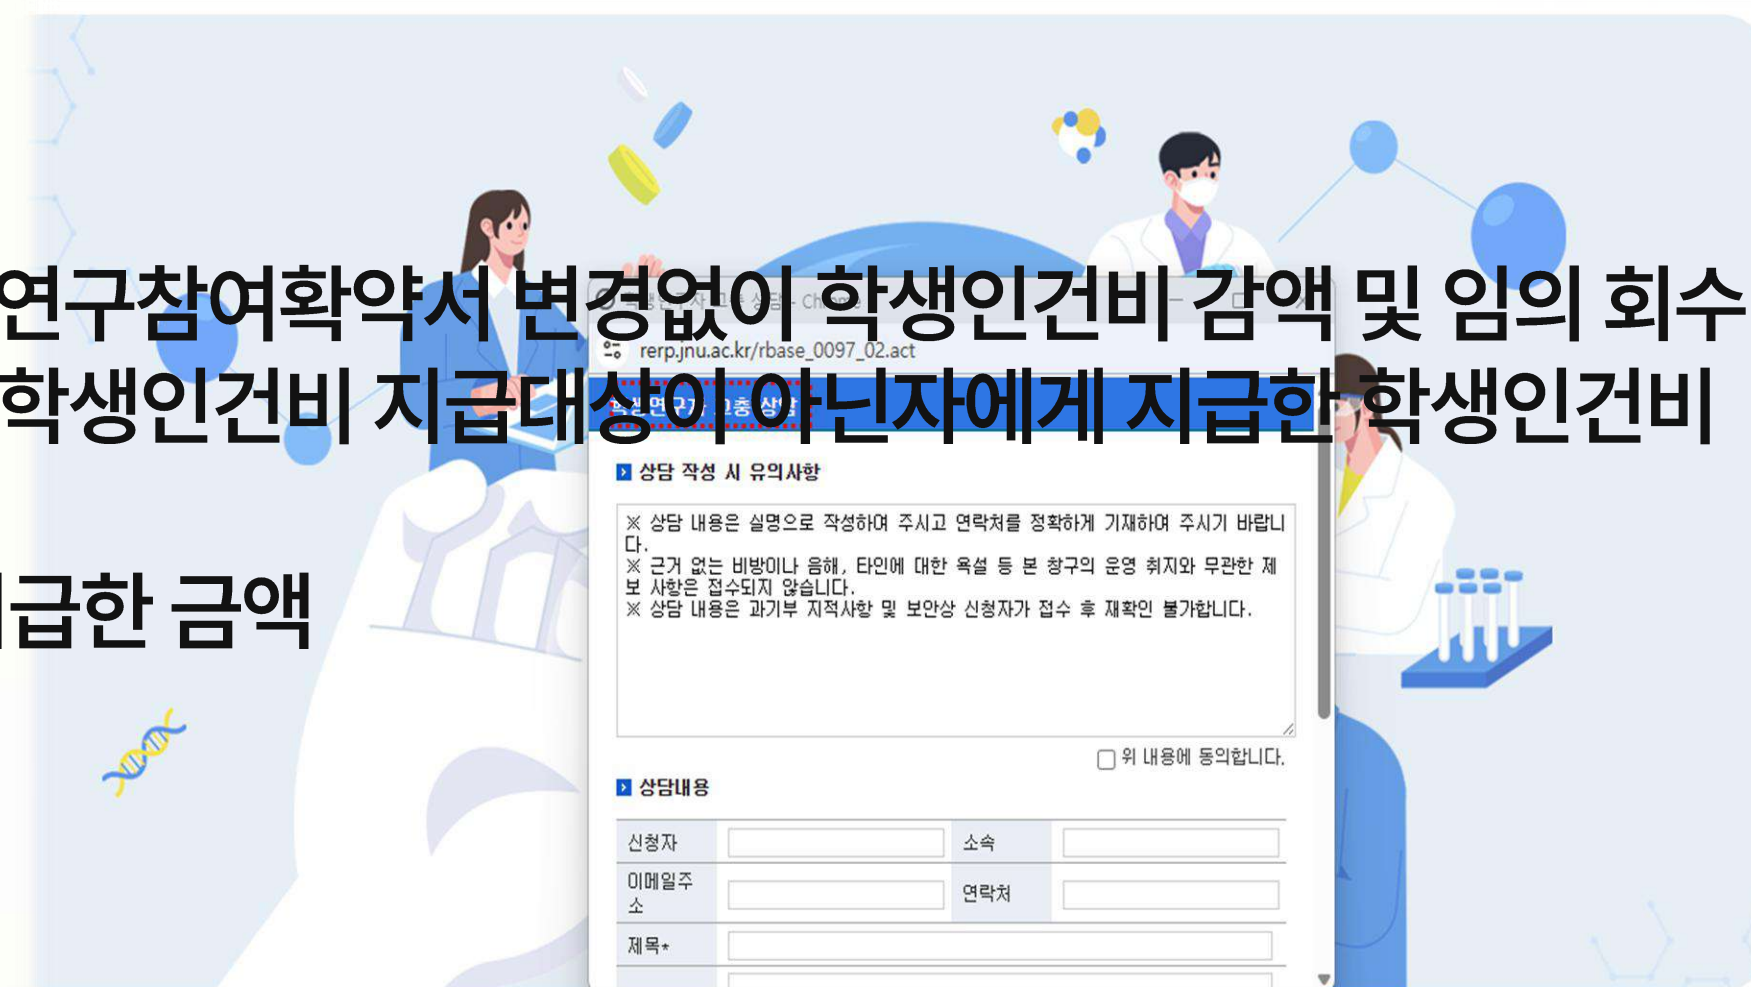 연구참여확약서 변경없이 학생인건비 감액 및 임의 회수
rerp.jnu.ac.kr/rbase_0097_02.act
학생인건비 지급대상이 아닌자에게 지급한 학생인건비
상담 작성 시 유의사항
※ 상담 내용은 실명으로 작성하여 주시고 연락처를 정확하게 기재하여 주시기 바랍니
다.
※ 근거 없는 비방이나 음해, 타인에 대한 욕설 등 본 창구의 운영 취지와 무관한 제
보 사항은 접수되지 않습니다.
※ 상담 내용은 과기부 지적사항 및 보안상 신청자가 접수 후 재확인 불가합니다.
급한 금액
위 내용에 동의합니다.
상담내용
신청자 소속
이메일주
소
연락처
제목*